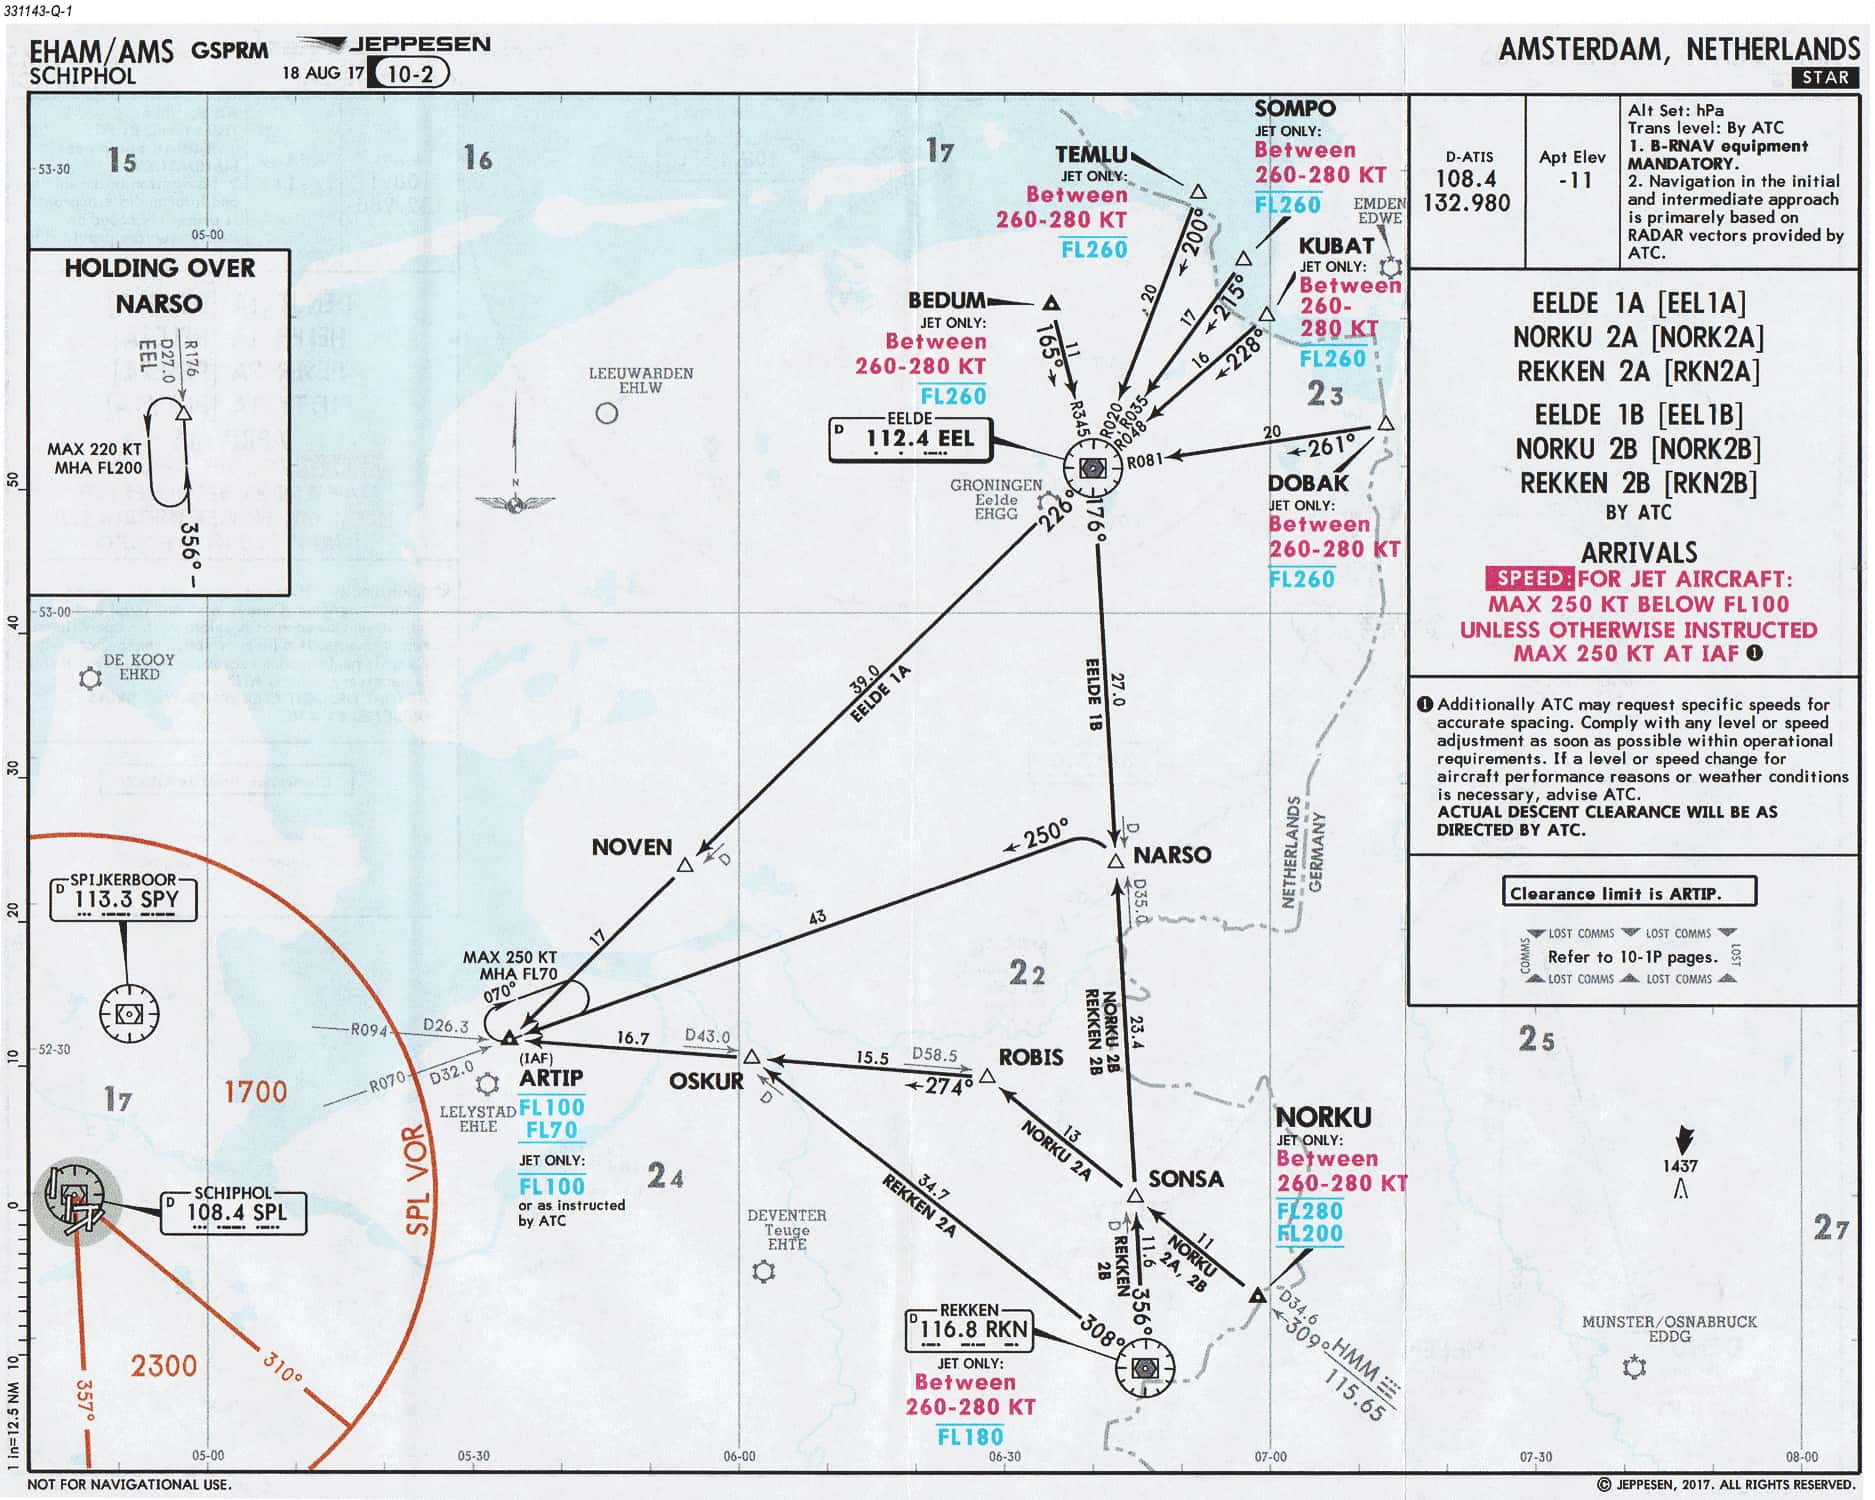 331143-Q-1
EHAM/AMS GSPRM JEPPESEN
SCHIPHOL
18 AUG 17 10-2
AMSTERDAM, NETHERLANDS
STAR
D-ATIS
108.4
132.980
Apt Elev
-11
Alt Set: hPa
Trans level: By ATC
1. B-RNAV equipment
MANDATORY.
2. Navigation in the initial
and intermediate approach
is primarely based on
RADAR vectors provided by
ATC.
EELDE 1A [EEL1A]
NORKU 2A [NORK2A]
REKKEN 2A [RKN2A]
EELDE 1B [EEL1B]
NORKU 2B [NORK2B]
REKKEN 2B [RKN2B]
BY ATC
ARRIVALS
SPEED: FOR JET AIRCRAFT:
MAX 250 KT BELOW FL100
UNLESS OTHERWISE INSTRUCTED
MAX 250 KT AT IAF 1
1 Additionally ATC may request specific speeds for
accurate spacing. Comply with any level or speed
adjustment as soon as possible within operational
requirements. If a level or speed change for
aircraft performance reasons or weather conditions
is necessary, advise ATC.
ACTUAL DESCENT CLEARANCE WILL BE AS
DIRECTED BY ATC.
Clearance limit is ARTIP.
LOST COMMS LOST COMMS
COMMS
Refer to 10-1P pages.
LOST
LOST COMMS LOST COMMS
15
16
17
53-30
05-00
HOLDING OVER
NARSO
R176
D27.0
EEL
MAX 220 KT
MHA FL200
356°
SOMPO
JET ONLY:
Between
260-280 KT
FL260
TEMLU
JET ONLY:
Between
260-280 KT
FL260
EMDEN
EDWE
KUBAT
JET ONLY:
Between
260-
280 KT
FL260
BEDUM
JET ONLY:
Between
260-280 KT
FL260
200°
20
215°
17
228°
16
165°
11
R345
R020
R035
R048
R081
20
261°
23
LEEUWARDEN
EHLW
N
EELDE
D 112.4 EEL
GRONINGEN
Eelde
EHGG
DOBAK
JET ONLY:
Between
260-280 KT
FL260
226°
176°
53-00
DE KOOY
EHKD
39.0
EELDE 1A
27.0
EELDE 1B
NETHERLANDS
GERMANY
NOVEN
D
250°
D
NARSO
D35.0
43
17
22
SPIJKERBOOR
D 113.3 SPY
MAX 250 KT
MHA FL70
070°
R094
D26.3
R070
D32.0
52-30
(IAF)
ARTIP
FL100
FL70
JET ONLY:
FL100
or as instructed
by ATC
LELYSTAD
EHLE
16.7
D43.0
OSKUR
D
15.5
D58.5
274°
ROBIS
NORKU 2B
REKKEN 2B
23.4
13
NORKU 2A
SONSA
NORKU
JET ONLY:
Between
260-280 KT
FL280
FL200
25
1437
27
17
1700
24
SPL VOR
SCHIPHOL
D 108.4 SPL
2300
310°
357°
34.7
REKKEN 2A
DEVENTER
Teuge
EHTE
D
11.6
REKKEN
2B
11
NORKU
2A, 2B
356°
308°
REKKEN
D 116.8 RKN
JET ONLY:
Between
260-280 KT
FL180
D34.6
309°
HMM
115.65
MUNSTER/OSNABRUCK
EDDG
50
40
30
20
10
0
10
1 in=12.5 NM
05-00
05-30
06-00
06-30
07-00
07-30
08-00
NOT FOR NAVIGATIONAL USE.
© JEPPESEN, 2017. ALL RIGHTS RESERVED.